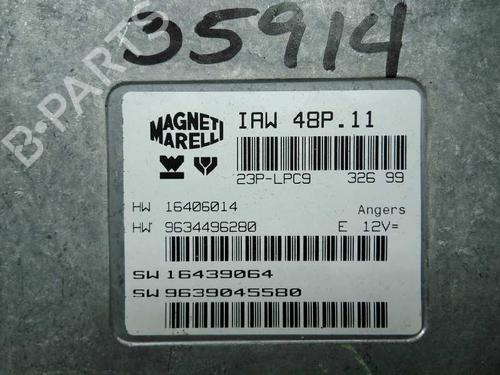 35914
B-PARTS
MAGNETI MARELLI
IAW 48P.11
23P-LPC9 326 99
HW 16406014 Angers
HW 9634496280 E 12V=
SW 16439064
SW 9639045580